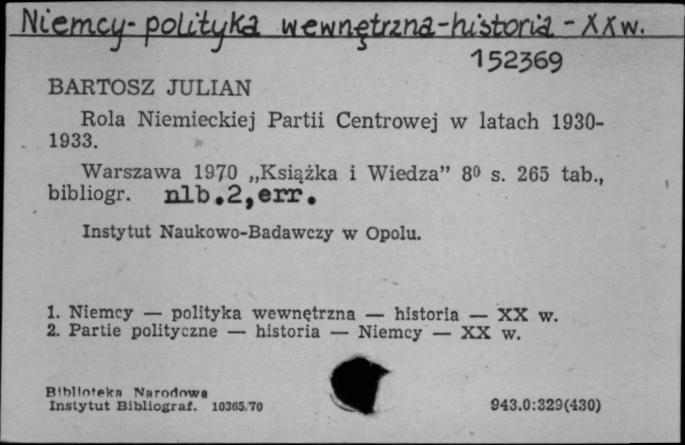 Niemcy - polityka wewnętrzna - historia - XX w.
152369
BARTOSZ JULIAN
Rola Niemieckiej Partii Centrowej w latach 1930-
1933.
Warszawa 1970 „Książka i Wiedza” 8⁰ s. 265 tab.,
bibliogr. nlb.2,err.
Instytut Naukowo-Badawczy w Opolu.
1. Niemcy — polityka wewnętrzna — historia — XX w.
2. Partie polityczne — historia — Niemcy — XX w.
Biblioteka Narodowa
Instytut Bibliograf. 10365/70 943.0:329(430)